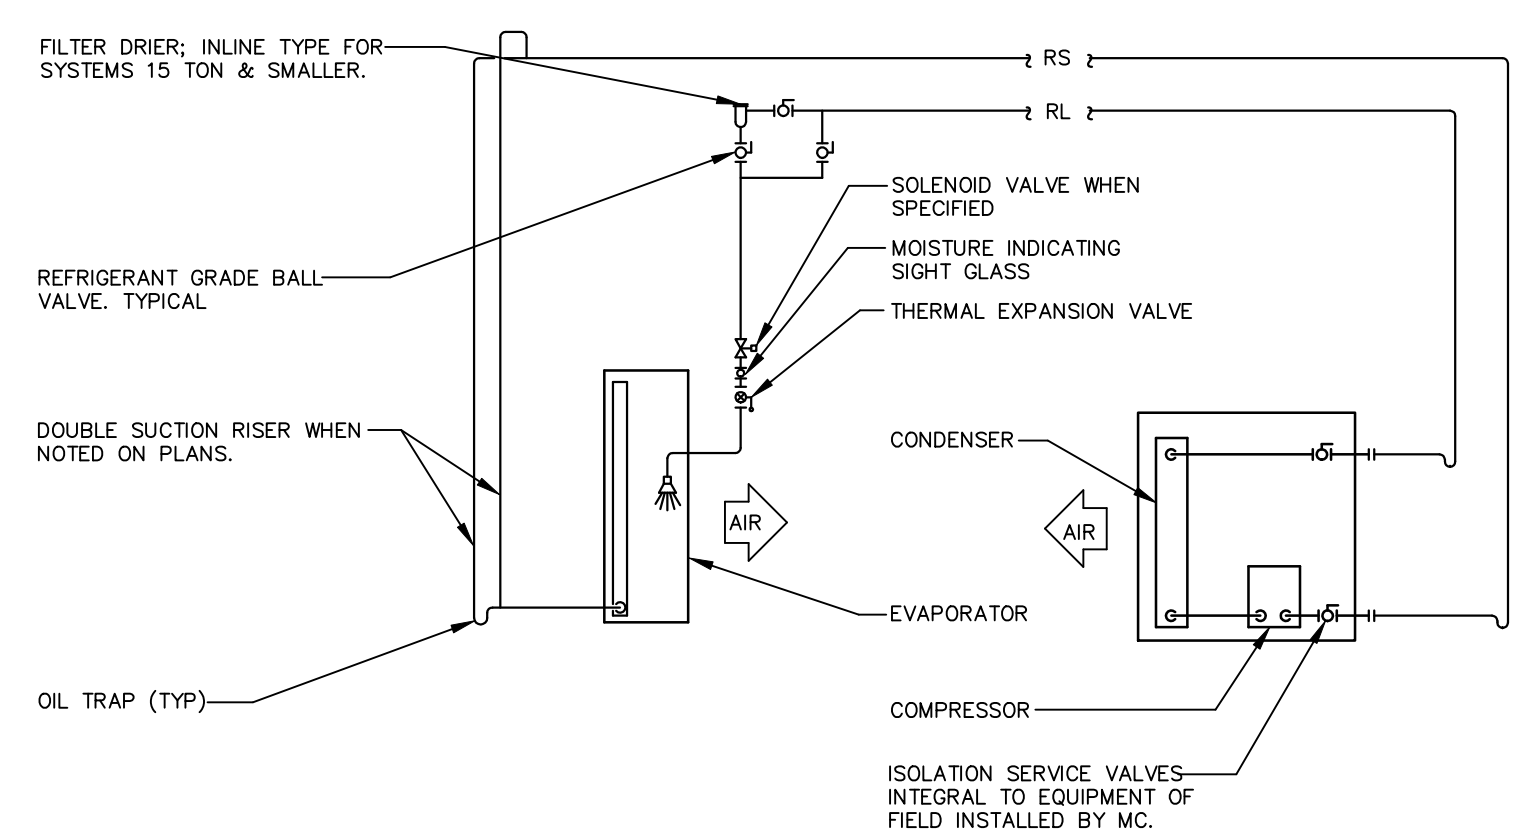 FILTER DRIER; INLINE TYPE FOR
SYSTEMS 15 TON & SMALLER.
RS
RL
SOLENOID VALVE WHEN
SPECIFIED
MOISTURE INDICATING
SIGHT GLASS
REFRIGERANT GRADE BALL
VALVE. TYPICAL
THERMAL EXPANSION VALVE
DOUBLE SUCTION RISER WHEN
NOTED ON PLANS.
CONDENSER
AIR
AIR
EVAPORATOR
OIL TRAP (TYP)
COMPRESSOR
ISOLATION SERVICE VALVES
INTEGRAL TO EQUIPMENT OF
FIELD INSTALLED BY MC.